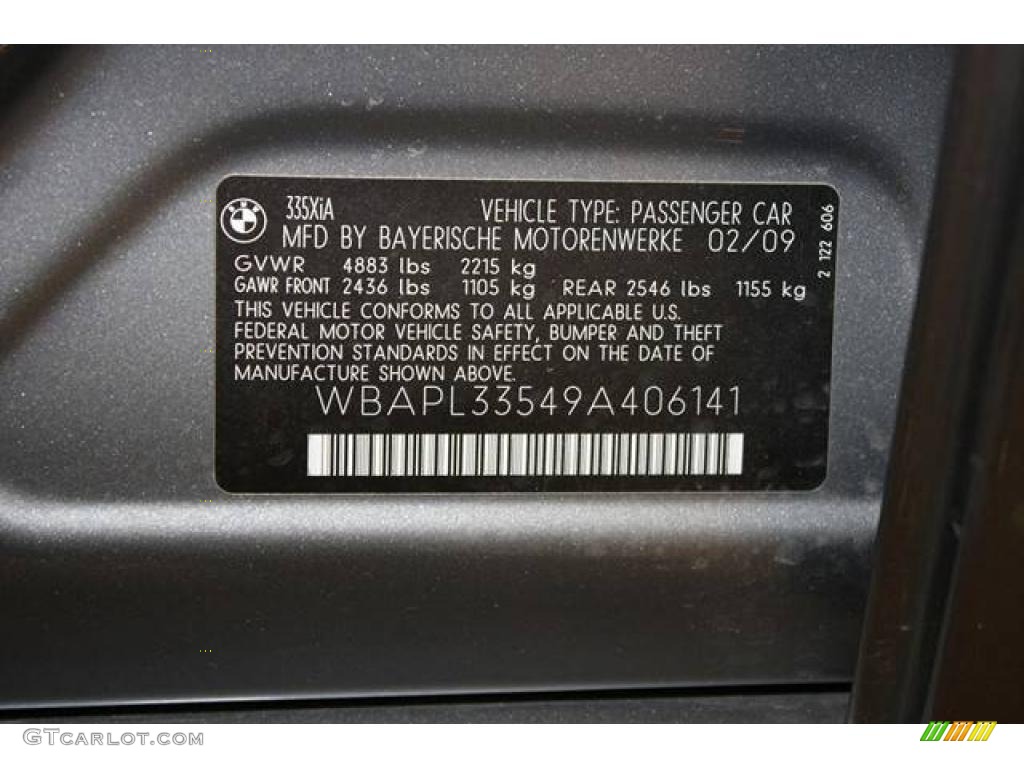 335XiA VEHICLE TYPE: PASSENGER CAR
MFD BY BAYERISCHE MOTORENWERKE 02/09
GVWR 4883 lbs 2215 kg
GAWR FRONT 2436 lbs 1105 kg REAR 2546 lbs 1155 kg
THIS VEHICLE CONFORMS TO ALL APPLICABLE U.S.
FEDERAL MOTOR VEHICLE SAFETY, BUMPER AND THEFT
PREVENTION STANDARDS IN EFFECT ON THE DATE OF
MANUFACTURE SHOWN ABOVE.
WBAPL33549A406141
2 122 606
GTCARLOT.COM